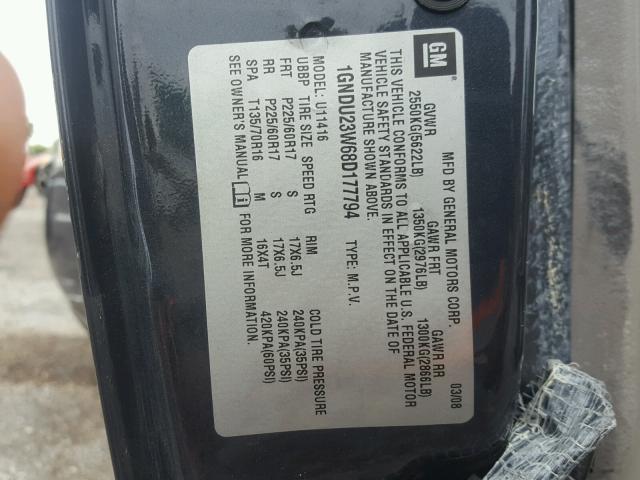 GM
MFD BY GENERAL MOTORS CORP. 03/08
GVWR GAWR FRT GAWR RR
2550KG(5622LB) 1350KG(2976LB) 1300KG(2866LB)
THIS VEHICLE CONFORMS TO ALL APPLICABLE U.S. FEDERAL MOTOR
VEHICLE SAFETY STANDARDS IN EFFECT ON THE DATE OF
MANUFACTURE SHOWN ABOVE.
1GNDU23W68D177794 TYPE: M.P.V.
MODEL: U11416
UBBP TIRE SIZE SPEED RTG RIM COLD TIRE PRESSURE
FRT P225/60R17 S 17X6.5J 240KPA(35PSI)
RR P225/60R17 S 17X6.5J 240KPA(35PSI)
SPA T135/70R16 M 16X4T 420KPA(60PSI)
SEE OWNER'S MANUAL FOR MORE INFORMATION.